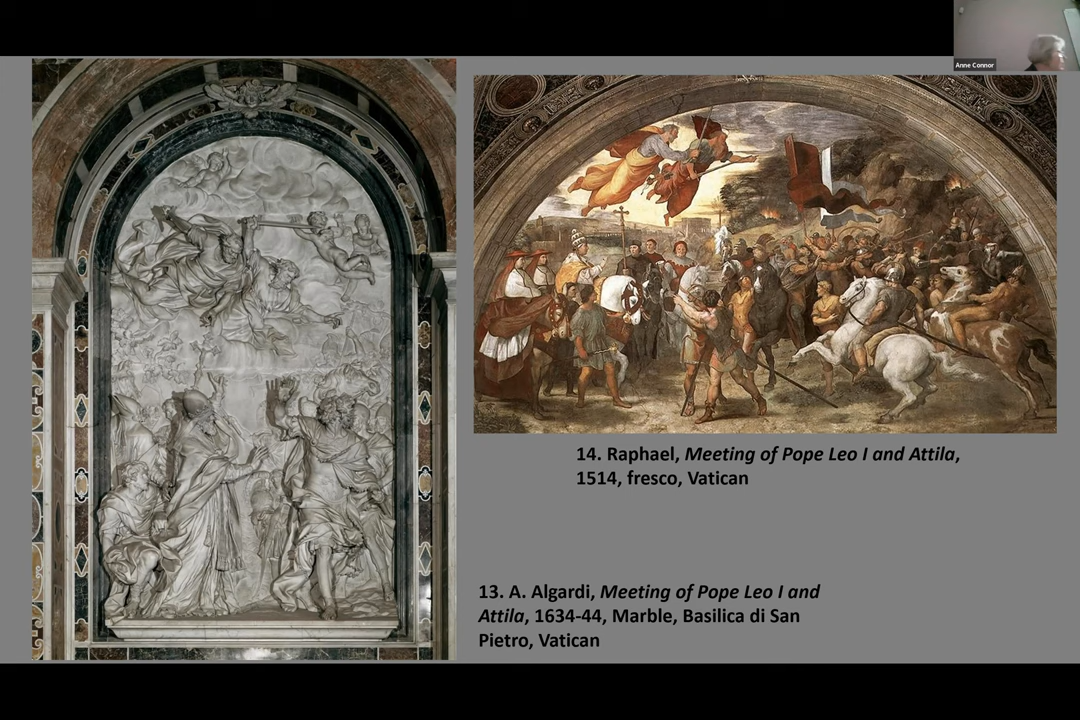 Anne Connor
14. Raphael, Meeting of Pope Leo I and Attila,
1514, fresco, Vatican
13. A. Algardi, Meeting of Pope Leo I and
Attila, 1634-44, Marble, Basilica di San
Pietro, Vatican